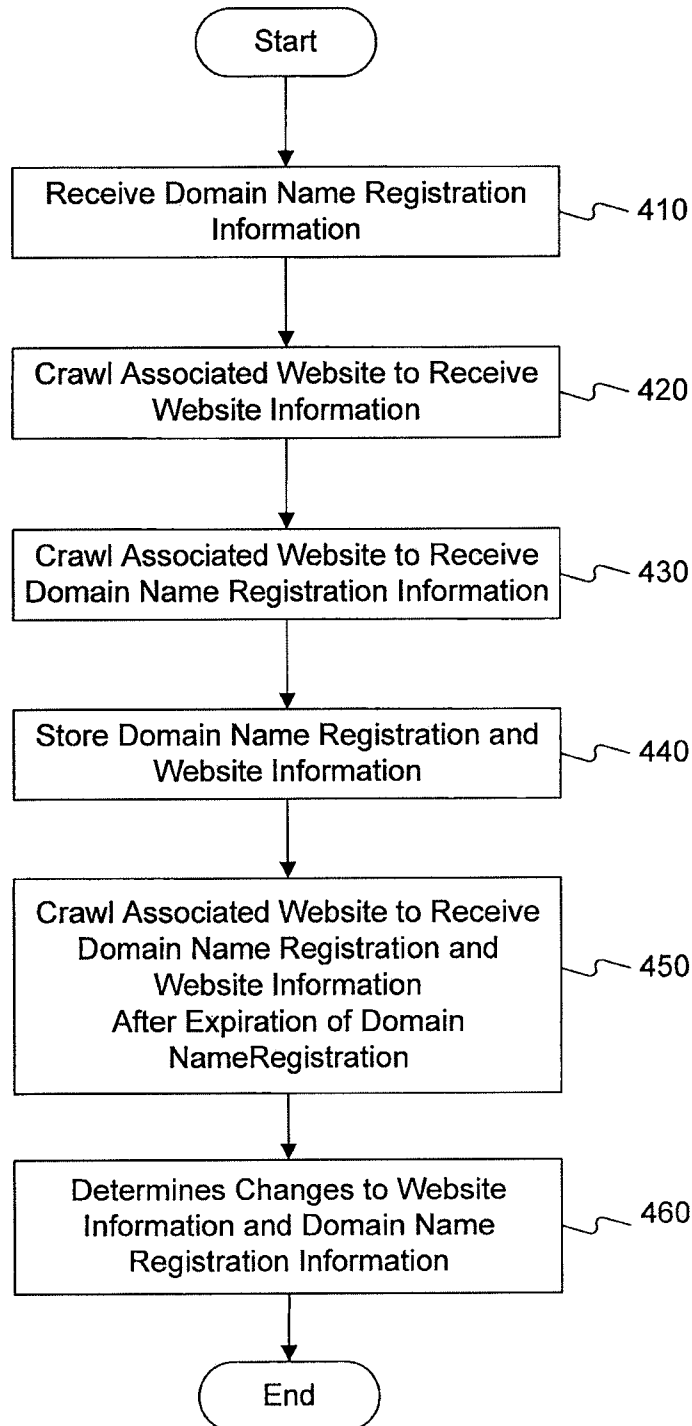 Start
Receive Domain Name Registration
Information
410
Crawl Associated Website to Receive
Website Information
420
Crawl Associated Website to Receive
Domain Name Registration Information
430
Store Domain Name Registration and
Website Information
440
Crawl Associated Website to Receive
Domain Name Registration and
Website Information
After Expiration of Domain
NameRegistration
450
Determines Changes to Website
Information and Domain Name
Registration Information
460
End